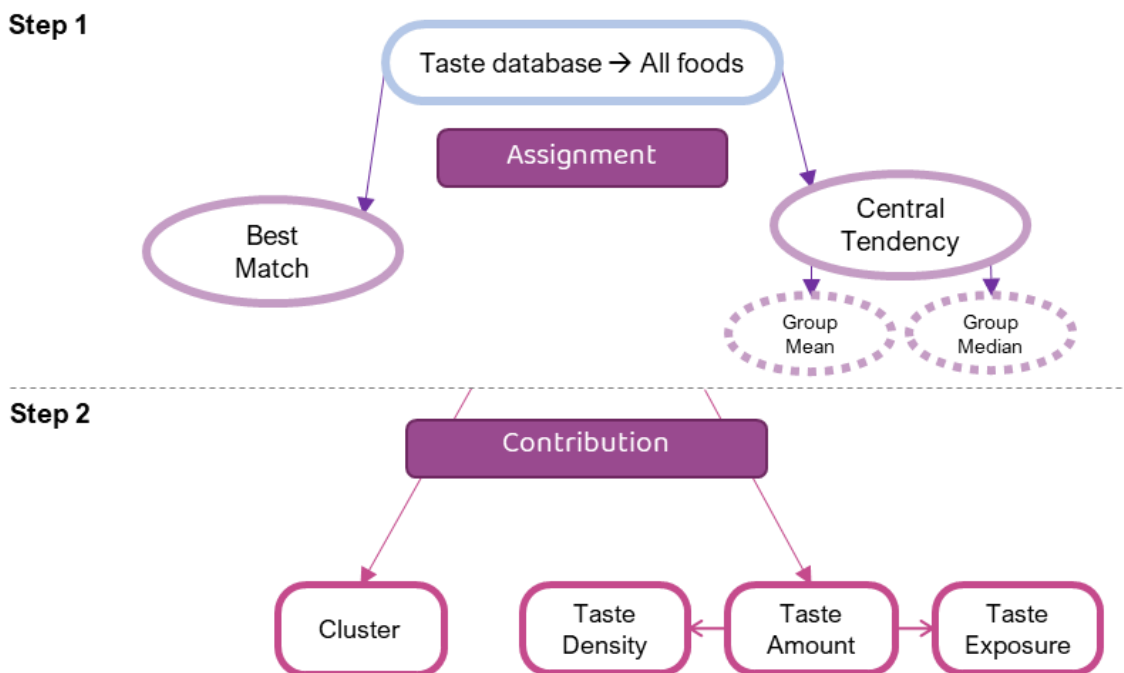 Step 1
Taste database → All foods
Assignment
Best
Match
Central
Tendency
Group
Mean
Group
Median
Step 2
Contribution
Cluster
Taste
Density
Taste
Amount
Taste
Exposure